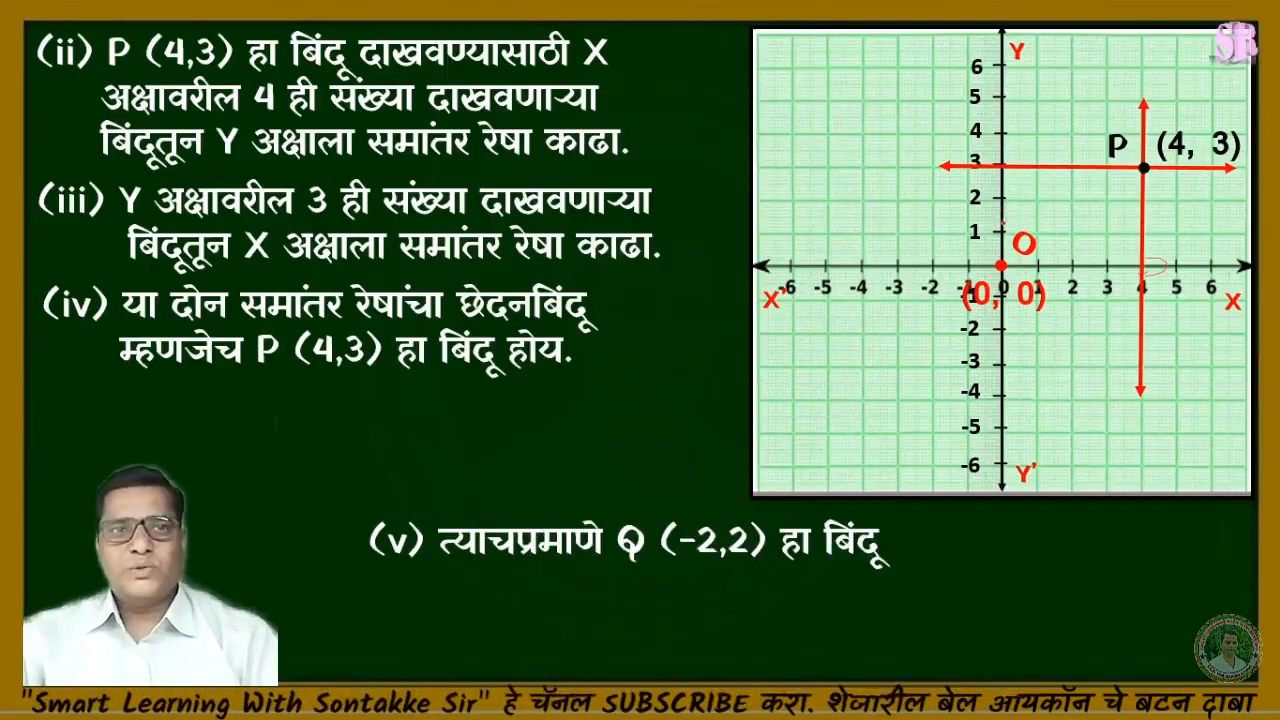 (ii) P (4,3) हा बिंदू दाखवण्यासाठी X
अक्षावरील 4 ही संख्या दाखवणाऱ्या
बिंदूतून Y अक्षाला समांतर रेषा काढा.
(iii) Y अक्षावरील 3 ही संख्या दाखवणाऱ्या
बिंदूतून X अक्षाला समांतर रेषा काढा.
(iv) या दोन समांतर रेषांचा छेदनबिंदू
म्हणजेच P (4,3) हा बिंदू होय.
(v) त्याचप्रमाणे Q (-2,2) हा बिंदू
SR
Y
6
5
4
P (4, 3)
3
2
1
O
(0, 0)
X' -6 -5 -4 -3 -2 -1 1 2 3 4 5 6 X
-1
-2
-3
-4
-5
-6
Y'
"Smart Learning With Sontakke Sir" हे चॅनल SUBSCRIBE करा. शेजारील बेल आयकॉन चे बटन दाबा